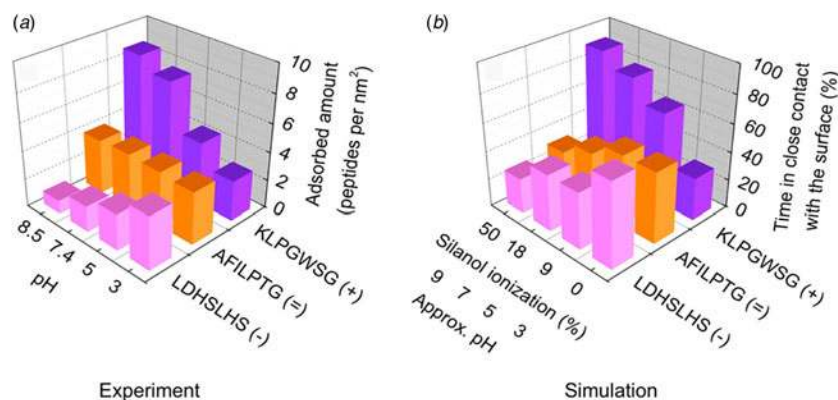 (a)
10
8
6
4
2
0
Adsorbed amount
(peptides per nm²)
8.5
7.4
5
3
pH
KLPGWSG (+)
AFILPTG (=)
LDHSLHS (-)
Experiment
(b)
100
80
60
40
20
0
Time in close contact
with the surface (%)
50
18
9
0
Silanol ionization (%)
9
7
5
3
Approx. pH
KLPGWSG (+)
AFILPTG (=)
LDHSLHS (-)
Simulation